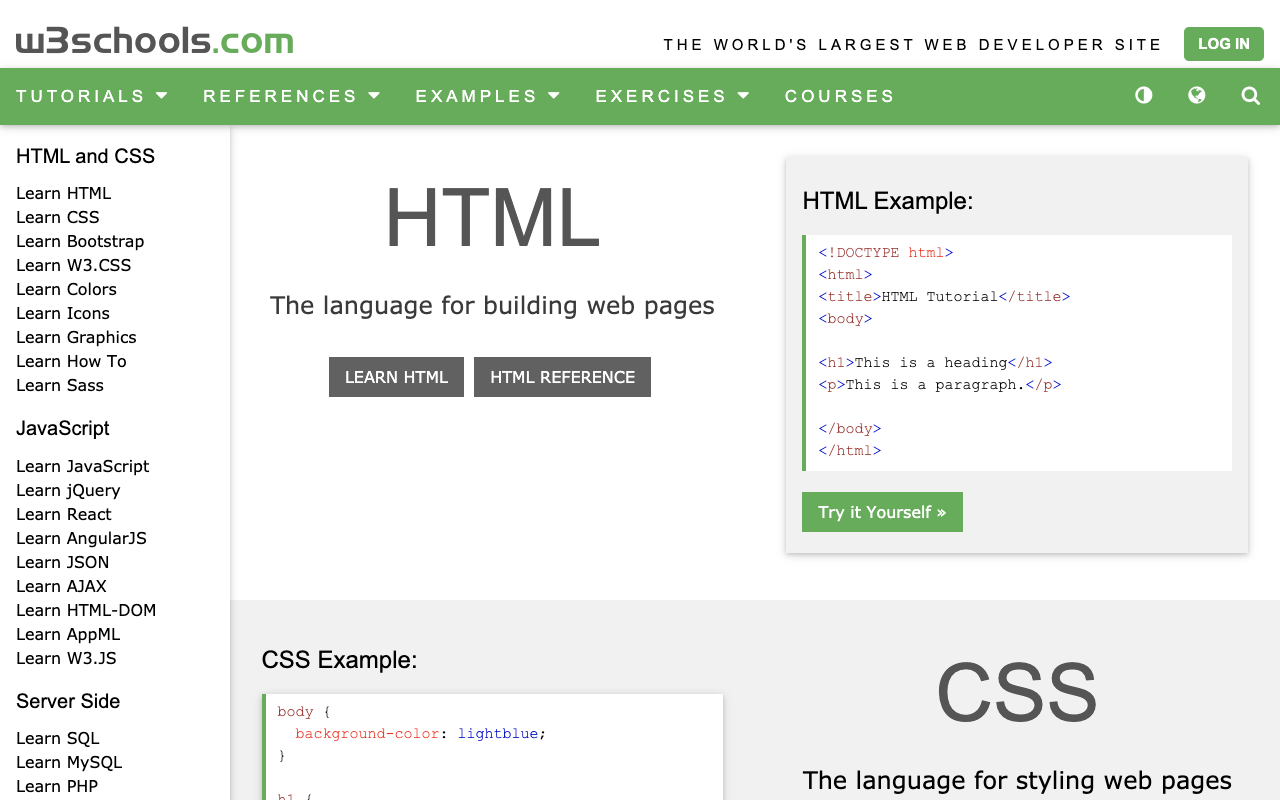 w3schools.com
THE WORLD'S LARGEST WEB DEVELOPER SITE
LOG IN
TUTORIALS REFERENCES EXAMPLES EXERCISES COURSES
HTML and CSS
Learn HTML
Learn CSS
Learn Bootstrap
Learn W3.CSS
Learn Colors
Learn Icons
Learn Graphics
Learn How To
Learn Sass
JavaScript
Learn JavaScript
Learn jQuery
Learn React
Learn AngularJS
Learn JSON
Learn AJAX
Learn HTML-DOM
Learn AppML
Learn W3.JS
Server Side
Learn SQL
Learn MySQL
Learn PHP
HTML
The language for building web pages
LEARN HTML HTML REFERENCE
HTML Example:
<!DOCTYPE html>
<html>
<title>HTML Tutorial</title>
<body>
<h1>This is a heading</h1>
<p>This is a paragraph.</p>
</body>
</html>
Try it Yourself »
CSS Example:
body {
background-color: lightblue;
}
h1 {
CSS
The language for styling web pages